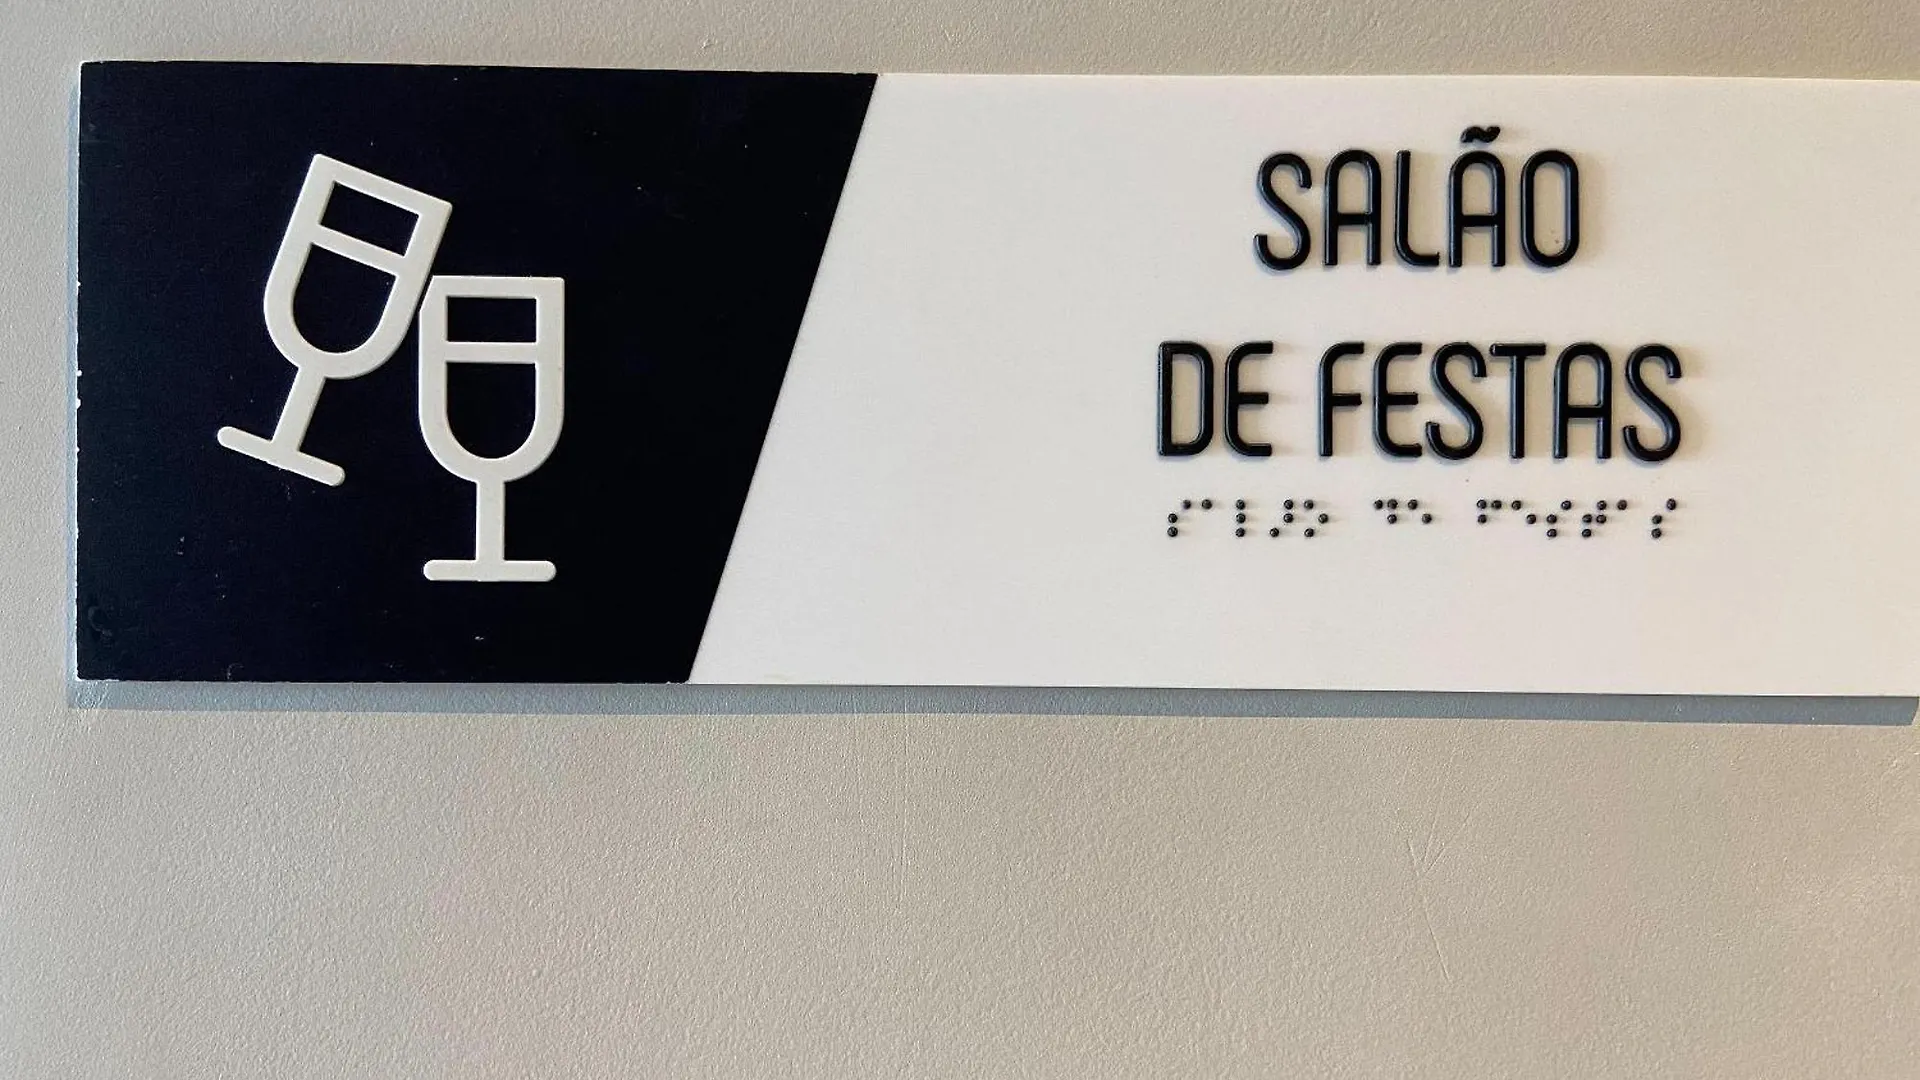 SALÃO
DE FESTAS
⠎⠁⠇⠜⠕ ⠙⠑ ⠋⠑⠎⠞⠁⠎